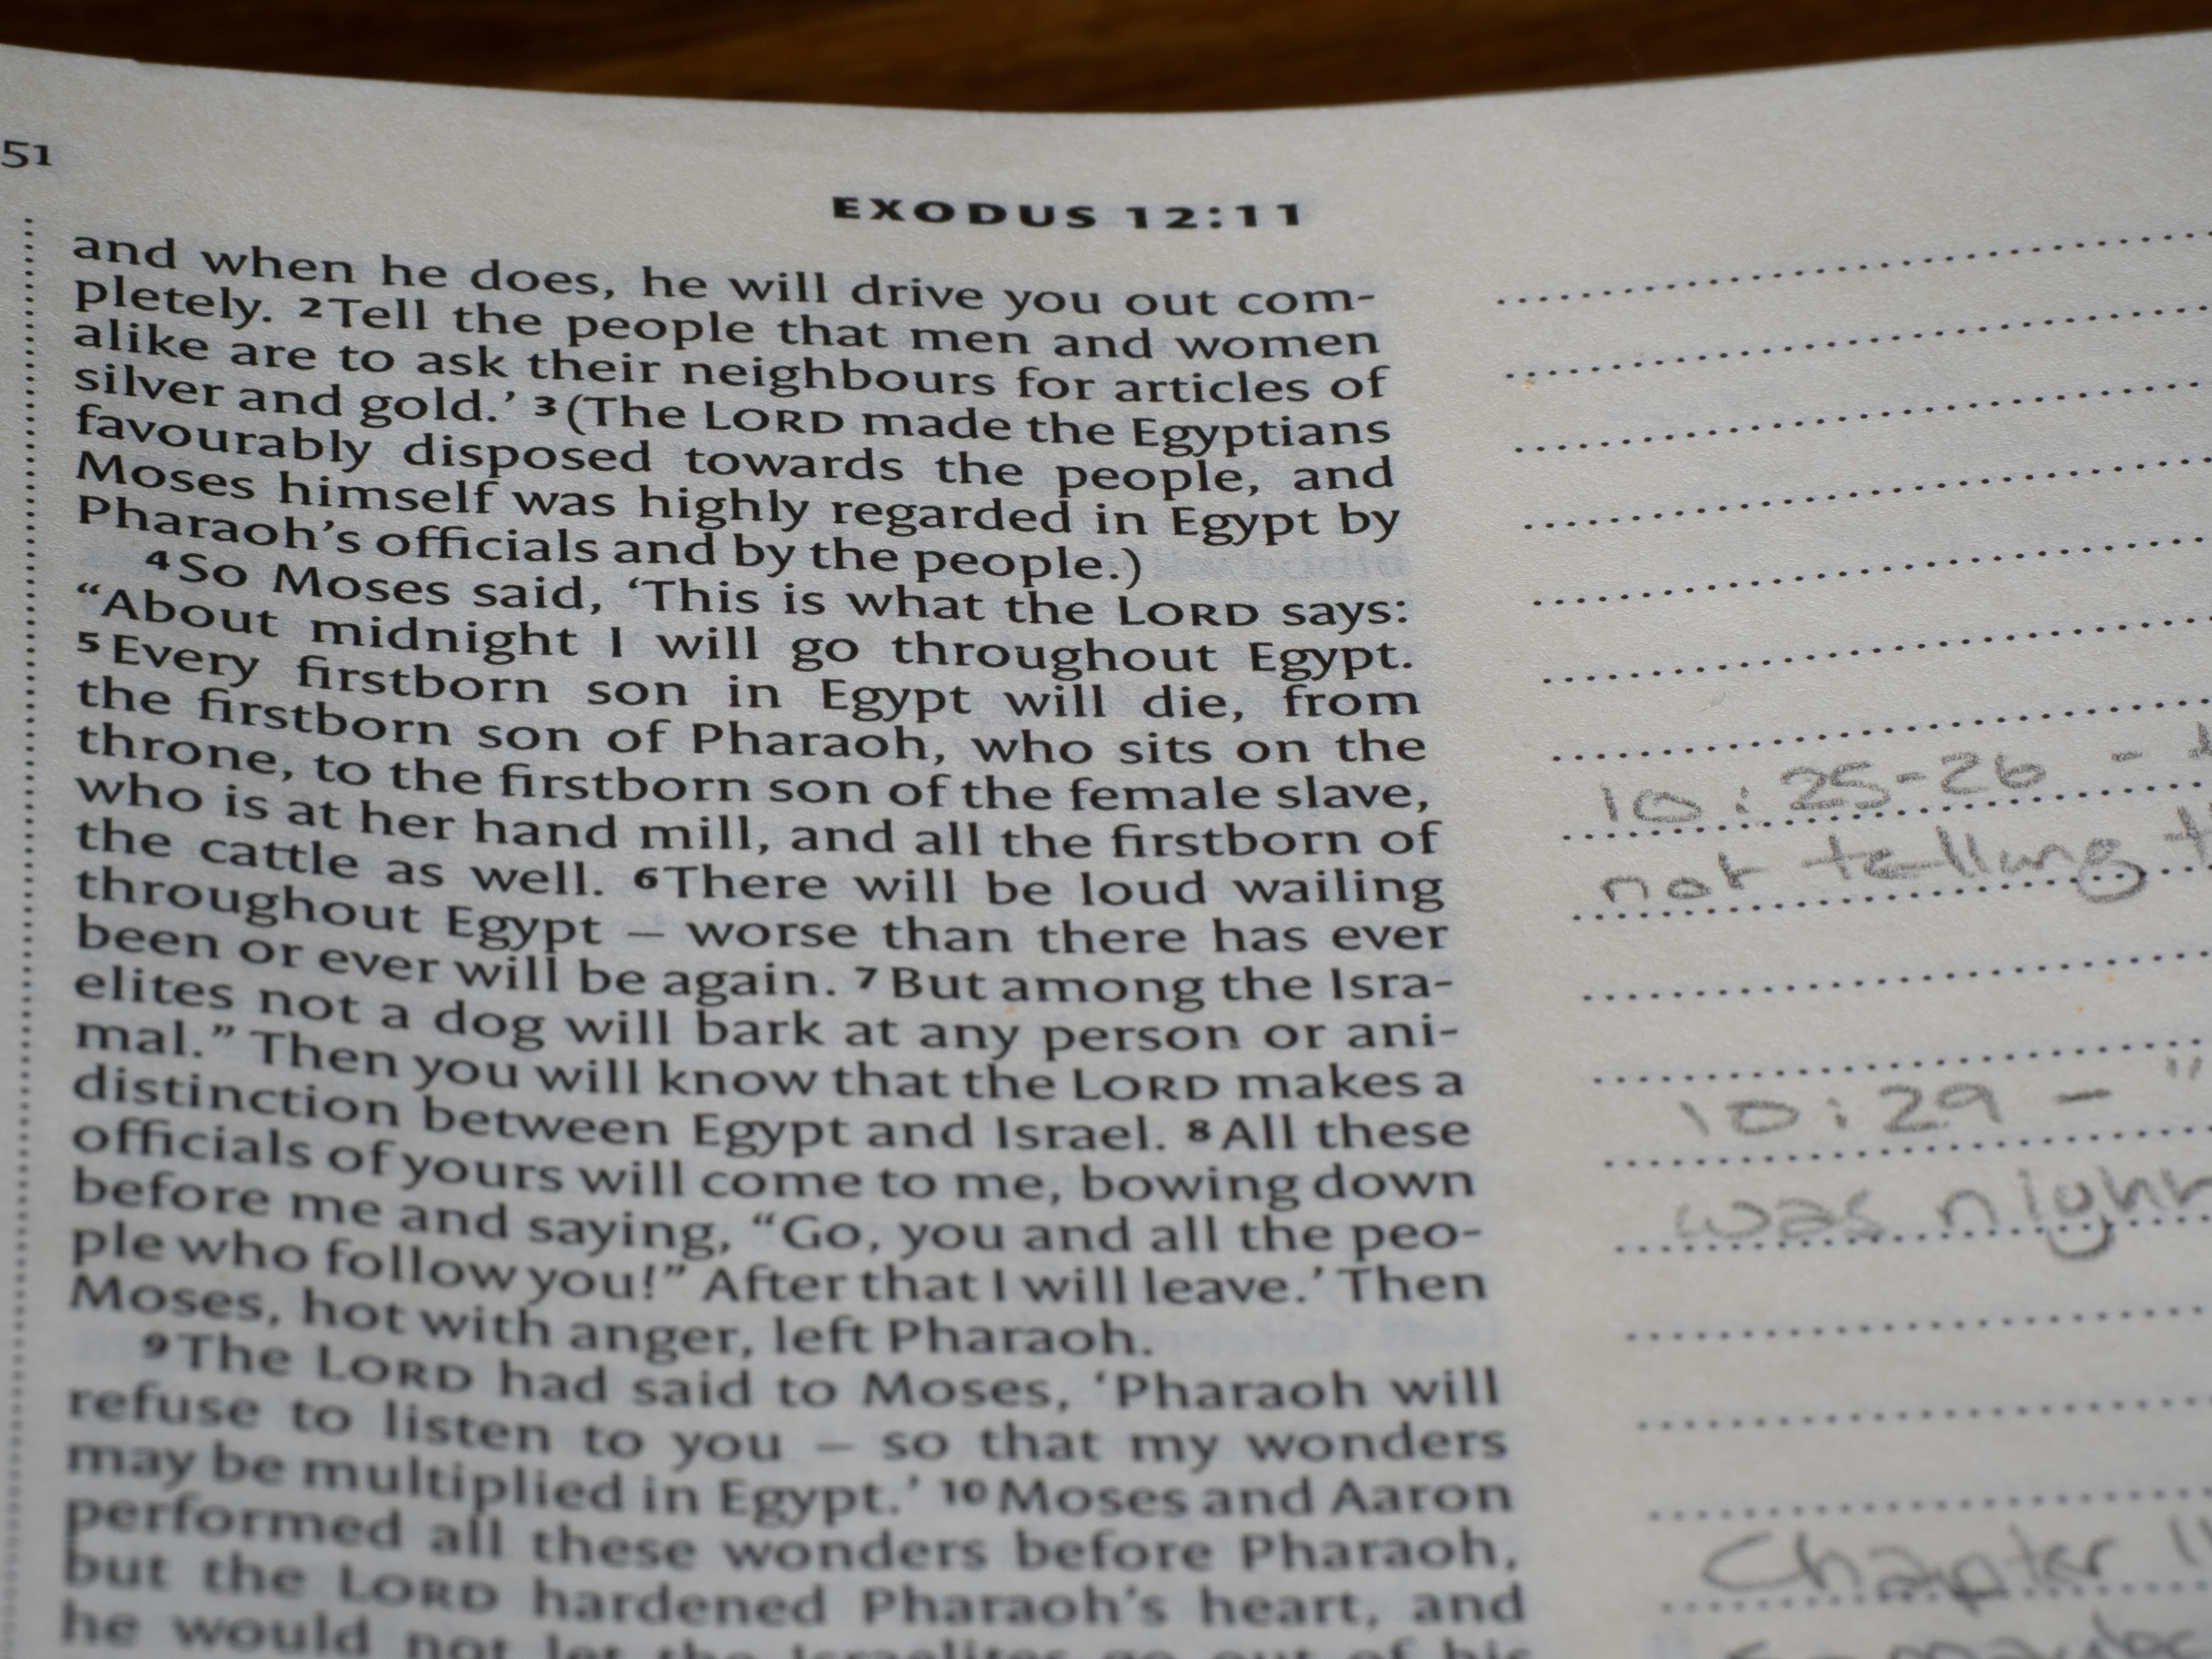 51
EXODUS 12:11
and when he does, he will drive you out com-
pletely. 2 Tell the people that men and women
alike are to ask their neighbours for articles of
silver and gold.’ 3 (The LORD made the Egyptians
favourably disposed towards the people, and
Moses himself was highly regarded in Egypt by
Pharaoh’s officials and by the people.)
4 So Moses said, ‘This is what the LORD says:
“About midnight I will go throughout Egypt.
5 Every firstborn son in Egypt will die, from
the firstborn son of Pharaoh, who sits on the
throne, to the firstborn son of the female slave,
who is at her hand mill, and all the firstborn of
the cattle as well. 6 There will be loud wailing
throughout Egypt – worse than there has ever
been or ever will be again. 7 But among the Isra-
elites not a dog will bark at any person or ani-
mal.” Then you will know that the LORD makes a
distinction between Egypt and Israel. 8 All these
officials of yours will come to me, bowing down
before me and saying, “Go, you and all the peo-
ple who follow you!” After that I will leave.’ Then
Moses, hot with anger, left Pharaoh.
9 The LORD had said to Moses, ‘Pharaoh will
refuse to listen to you – so that my wonders
may be multiplied in Egypt.’ 10 Moses and Aaron
performed all these wonders before Pharaoh,
but the LORD hardened Pharaoh’s heart, and
he would not let the Israelites go out of his
10:25-26 -
not telling
10:29 - "
was
Chapter 11